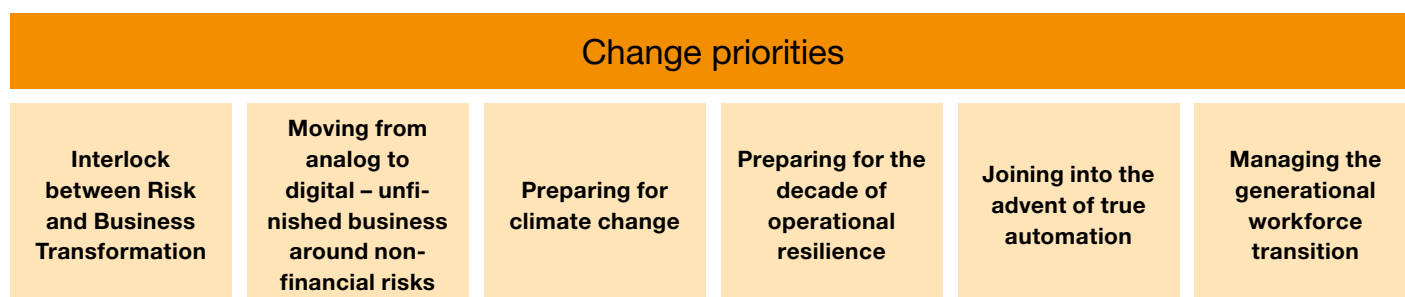 Change priorities
Interlock
between Risk
and Business
Transformation
Moving from
analog to
digital – unfi-
nished business
around non-
financial risks
Preparing for
climate change
Preparing for the
decade of
operational
resilience
Joining into the
advent of true
automation
Managing the
generational
workforce
transition